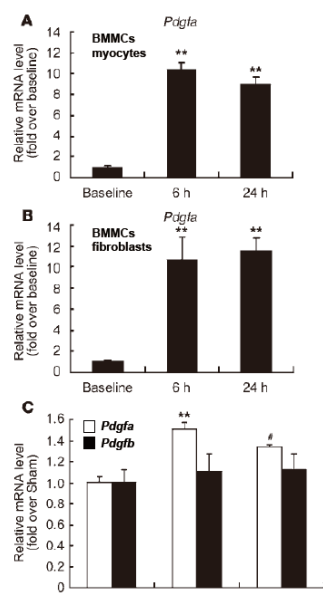 A
Pdgfa
Relative mRNA level
(fold over baseline)
12
10
8
6
4
2
0
BMMCs
myocytes
**
**
Baseline
6 h
24 h
B
Pdgfa
Relative mRNA level
(fold over baseline)
14
12
10
8
6
4
2
0
BMMCs
fibroblasts
**
**
Baseline
6 h
24 h
C
Relative mRNA level
(fold over Sham)
1.6
1.4
1.2
1.0
0.8
0.6
0.4
0.2
0
Pdgfa
Pdgfb
**
#